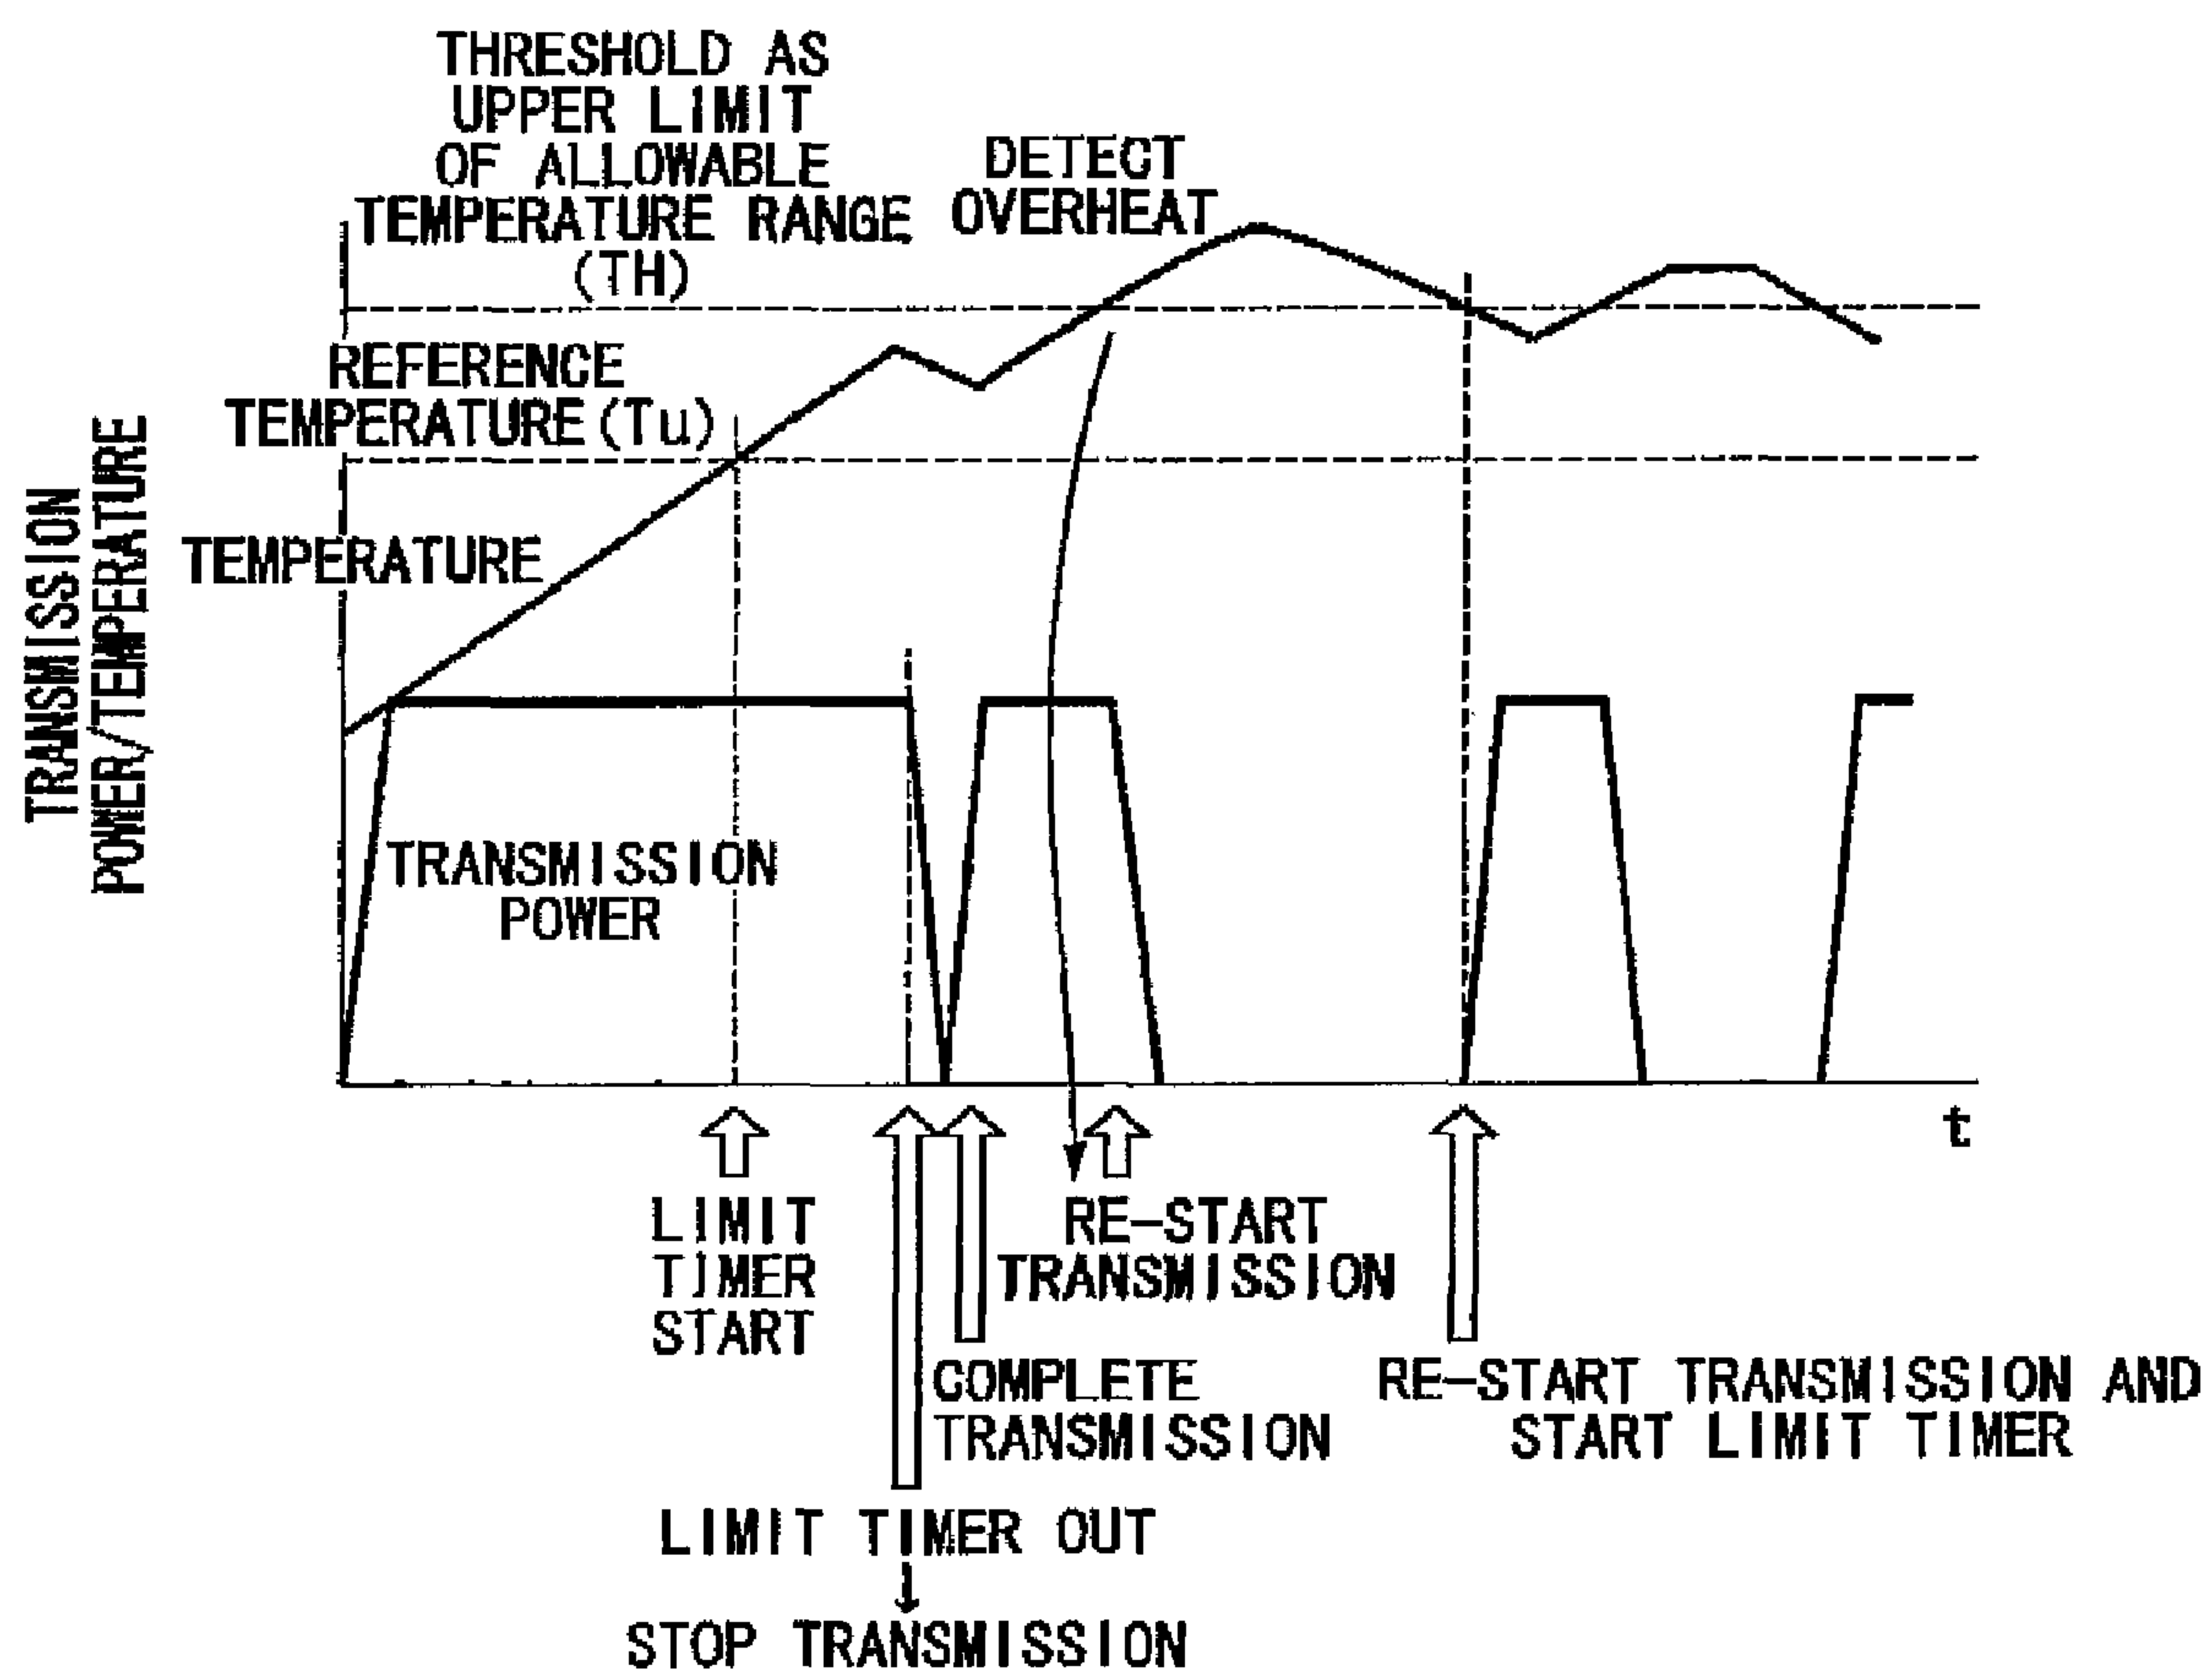 THRESHOLD AS
UPPER LIMIT
OF ALLOWABLE
TEMPERATURE RANGE
(TH)
DETECT
OVERHEAT
REFERENCE
TEMPERATURE(Tu)
TEMPERATURE
TRANSMISSION
POWER/TEMPERATURE
TRANSMISSION
POWER
t
LIMIT
TIMER
START
RE-START
TRANSMISSION
COMPLETE
TRANSMISSION
RE-START TRANSMISSION AND
START LIMIT TIMER
LIMIT TIMER OUT
STOP TRANSMISSION